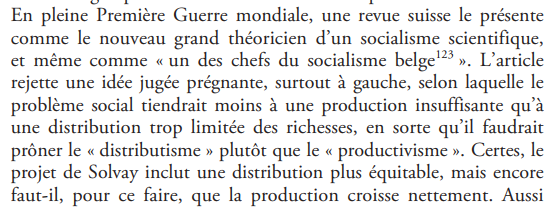 En pleine Première Guerre mondiale, une revue suisse le présente
comme le nouveau grand théoricien d’un socialisme scientifique,
et même comme « un des chefs du socialisme belge123 ». L’article
rejette une idée jugée prégnante, surtout à gauche, selon laquelle le
problème social tiendrait moins à une production insuffisante qu’à
une distribution trop limitée des richesses, en sorte qu’il faudrait
prôner le « distributisme » plutôt que le « productivisme ». Certes, le
projet de Solvay inclut une distribution plus équitable, mais encore
faut-il, pour ce faire, que la production croisse nettement. Aussi